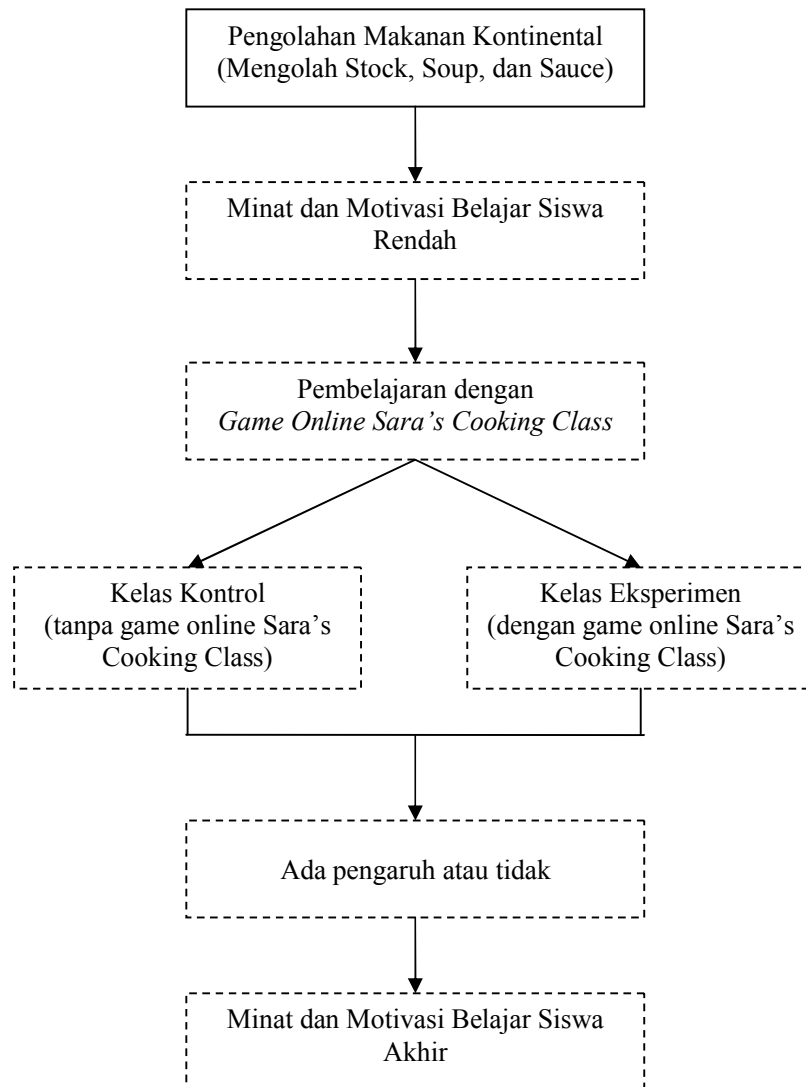 Pengolahan Makanan Kontinental
(Mengolah Stock, Soup, dan Sauce)
Minat dan Motivasi Belajar Siswa
Rendah
Pembelajaran dengan
Game Online Sara’s Cooking Class
Kelas Kontrol
(tanpa game online Sara’s
Cooking Class)
Kelas Eksperimen
(dengan game online Sara’s
Cooking Class)
Ada pengaruh atau tidak
Minat dan Motivasi Belajar Siswa
Akhir